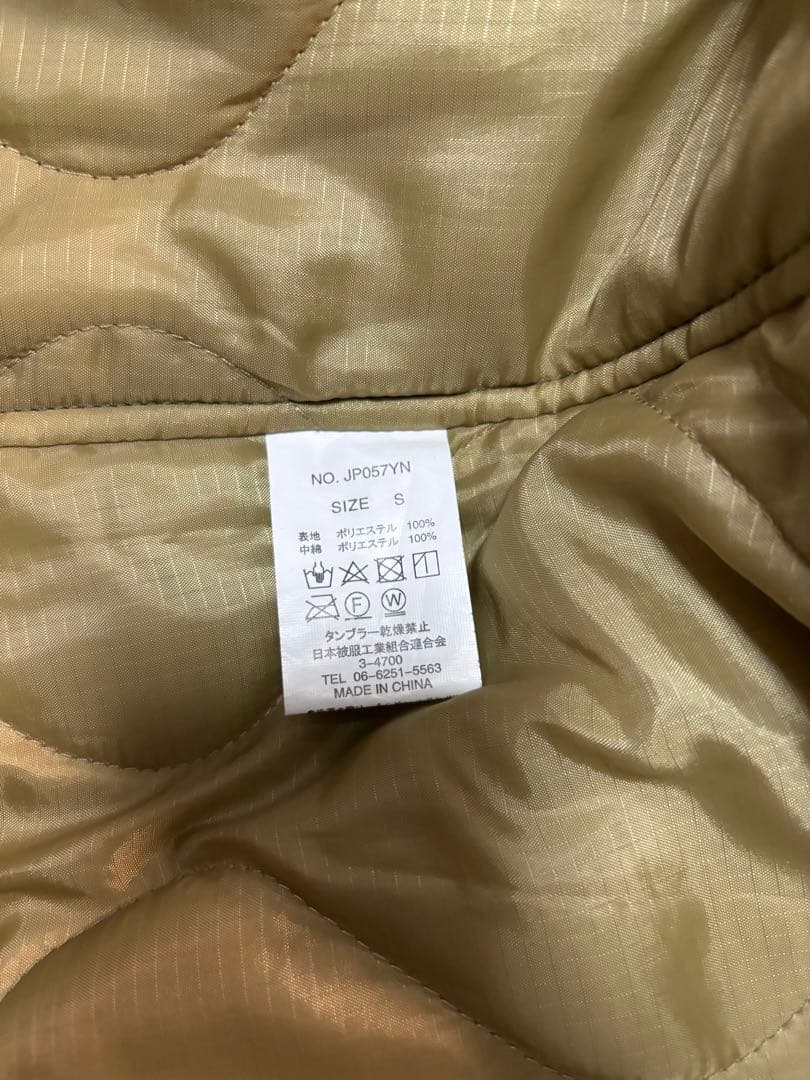 NO. JP057YN
SIZE S
表地 ポリエステル 100%
中綿 ポリエステル 100%
F W
タンブラー乾燥禁止
日本被服工業組合連合会
3-4700
TEL 06-6251-5563
MADE IN CHINA